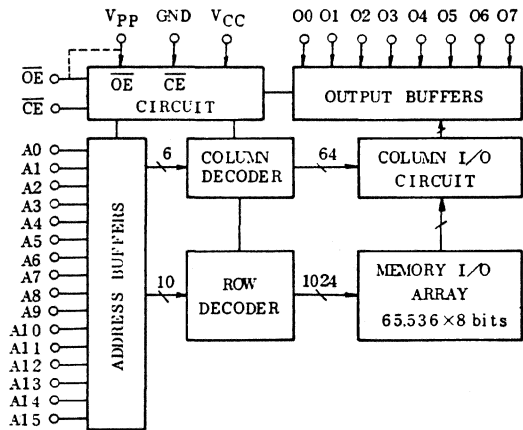 VPP GND VCC O0 O1 O2 O3 O4 O5 O6 O7
OE
CE
OE CE
CIRCUIT
OUTPUT BUFFERS
A0
A1
A2
A3
A4
A5
A6
A7
A8
A9
A10
A11
A12
A13
A14
A15
ADDRESS BUFFERS
6
COLUMN
DECODER
64
COLUMN I/O
CIRCUIT
10
ROW
DECODER
1024
MEMORY I/O
ARRAY
65.536×8 bits